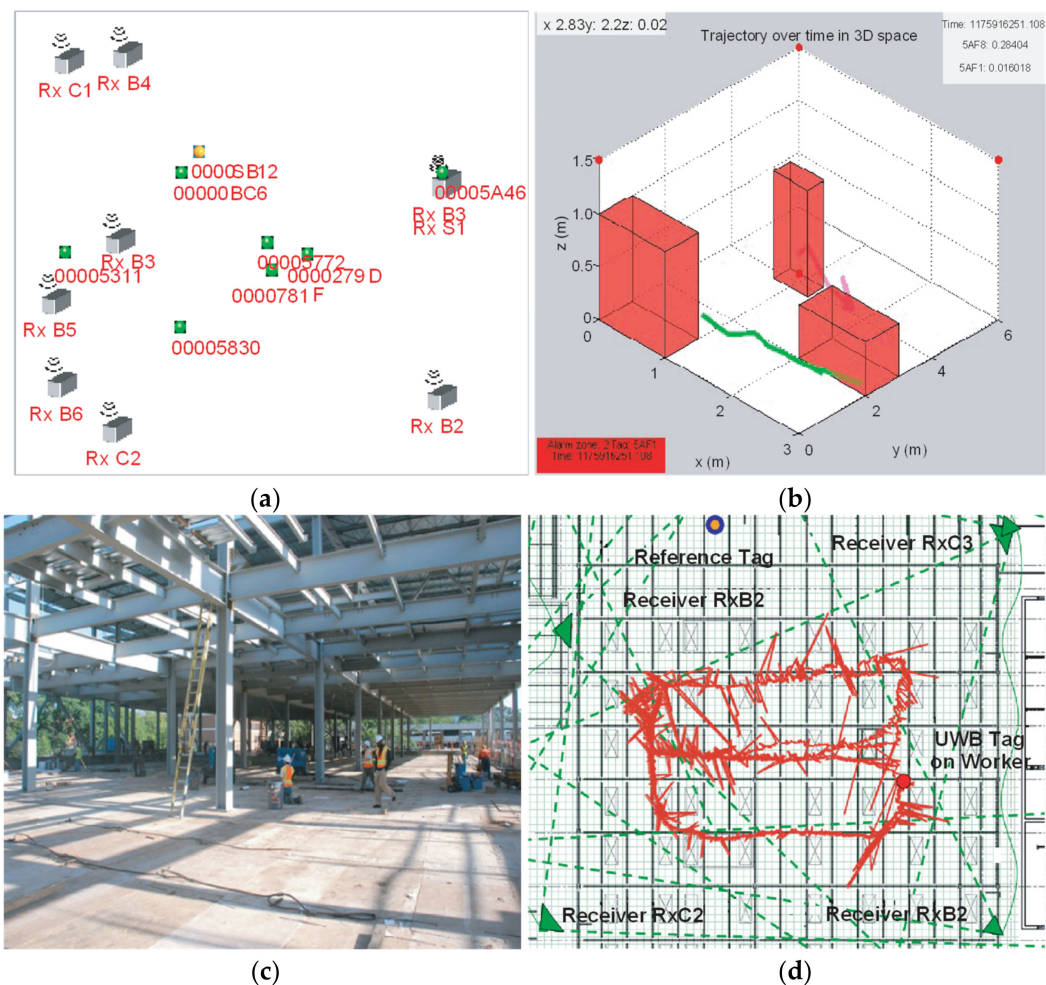 Rx C1
Rx B4
0000SB12
00000BC6
00005A46
Rx B3
Rx S1
Rx B3
00005311
00005772
0000279 D
0000781 F
Rx B5
00005830
Rx B6
Rx C2
Rx B2
(a)
x 2.83y: 2.2z: 0.02
Trajectory over time in 3D space
Time: 1175916251.108
5AF8: 0.28404
5AF1: 0.016018
z (m)
1.5
1.0
0.5
0
0
1
2
3
x (m)
0
2
4
6
y (m)
Alarm zone: 2 Tag: 5AF1
Time: 1175916251.108
(b)
(c)
Reference Tag
Receiver RxC3
Receiver RxB2
UWB Tag
on Worker
Receiver RxC2
Receiver RxB2
(d)